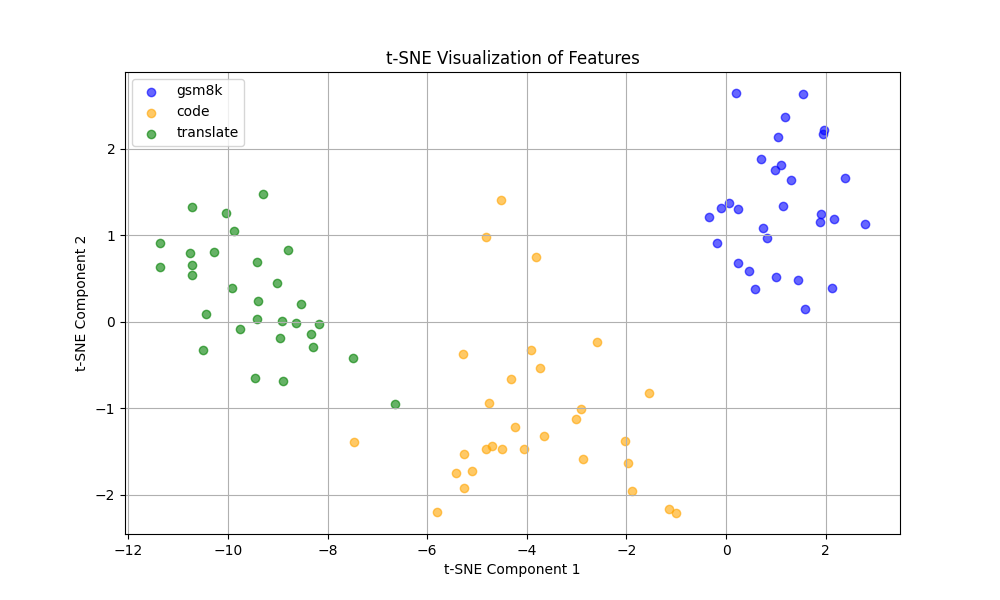 t-SNE Visualization of Features
gsm8k
code
translate
t-SNE Component 2
2
1
0
−1
−2
−12
−10
−8
−6
−4
−2
0
2
t-SNE Component 1